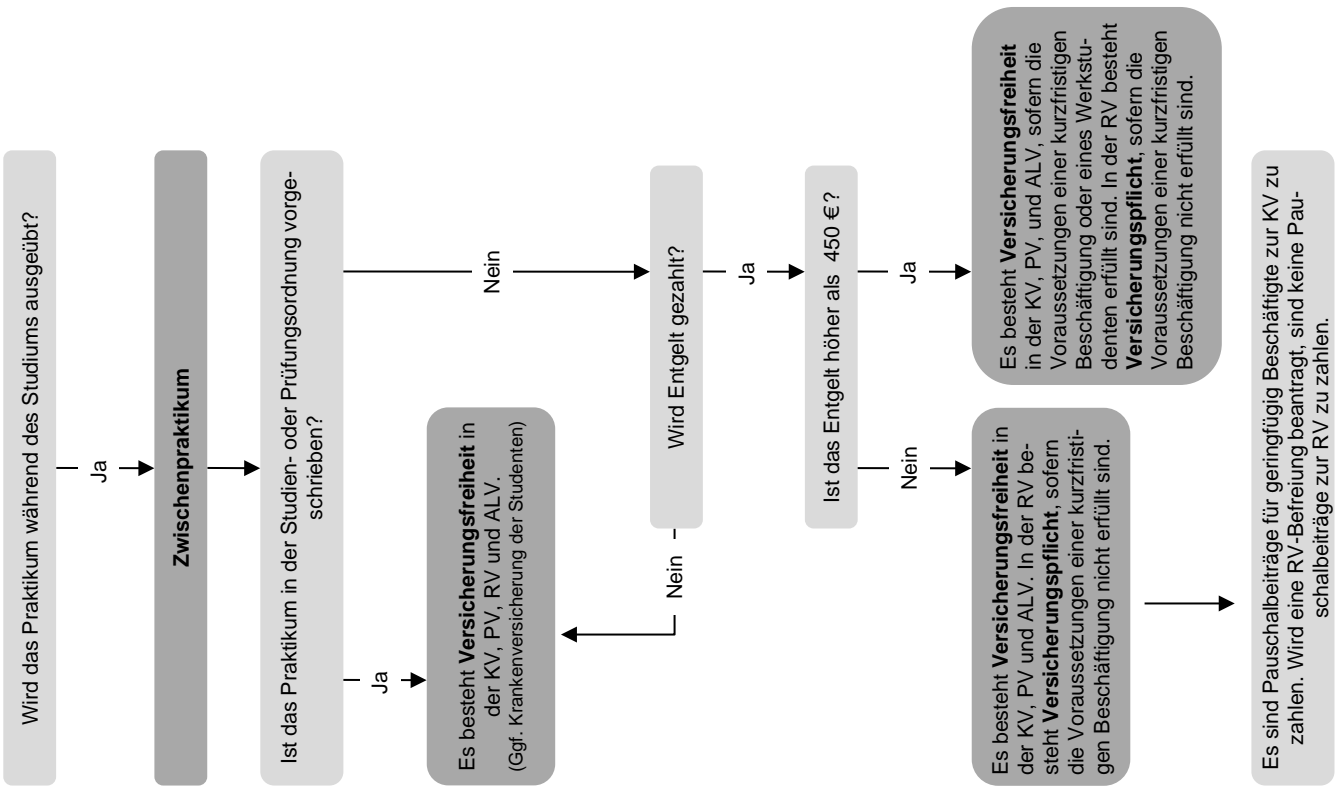 Wird das Praktikum während des Studiums ausgeübt?
Ja
Zwischenpraktikum
Ist das Praktikum in der Studien- oder Prüfungsordnung vorge-
schrieben?
Ja
Es besteht Versicherungsfreiheit in
der KV, PV, RV und ALV.
(Ggf. Krankenversicherung der Studenten)
Nein
Wird Entgelt gezahlt?
Nein
Ja
Ist das Entgelt höher als 450 €?
Nein
Es besteht Versicherungsfreiheit in
der KV, PV und ALV. In der RV be-
steht Versicherungspflicht, sofern
die Voraussetzungen einer kurzfristi-
gen Beschäftigung nicht erfüllt sind.
Ja
Es besteht Versicherungsfreiheit
in der KV, PV, und ALV, sofern die
Voraussetzungen einer kurzfristigen
Beschäftigung oder eines Werkstu-
denten erfüllt sind. In der RV besteht
Versicherungspflicht, sofern die
Voraussetzungen einer kurzfristigen
Beschäftigung nicht erfüllt sind.
Es sind Pauschalbeiträge für geringfügig Beschäftigte zur KV zu
zahlen. Wird eine RV-Befreiung beantragt, sind keine Pau-
schalbeiträge zur RV zu zahlen.